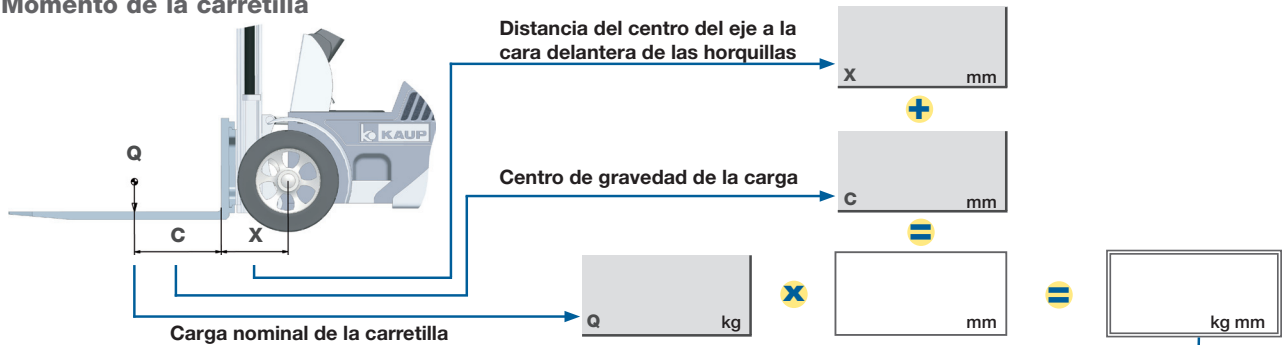 Momento de la carretilla
Distancia del centro del eje a la
cara delantera de las horquillas
X mm
+
KAUP
Q
Centro de gravedad de la carga
C mm
=
C X
Q kg x mm = kg mm
Carga nominal de la carretilla